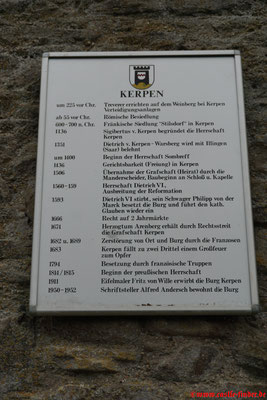 KERPEN
um 225 vor Chr. Treverer errichten auf dem Weinberg bei Kerpen
Verteidigungsanlagen
ab 55 vor Chr. Römische Besiedlung
600-700 n. Chr. Fränkische Siedlung "Stilsdorf" in Kerpen
1136 Sigibertus v. Kerpen begründet die Herrschaft
Kerpen
1351 Dietrich v. Kerpen - Warsberg wird mit Illingen
(Saar) belehnt
um 1400 Beginn der Herrschaft Sombreff
1436 Gerichtsbarkeit (Freiung) in Kerpen
1506 Übernahme der Grafschaft (Heirat) durch die
Manderscheider, Baubeginn an Schloß u. Kapelle
Herrschaft Dietrich VI.
Ausbreitung der Reformation
1593 Dietrich VI stirbt, sein Schwager Philipp von der
Marck besetzt die Burg und führt den kath.
Glauben wieder ein
1666 Recht auf 2 Jahrmärkte
1671 Herzogtum Arenberg erhält durch Rechtsstreit
die Grafschaft Kerpen
1682 u. 1689 Zerstörung von Ort und Burg durch die Franzosen
1683 Kerpen fällt zu zwei Drittel einem Großfeuer
zum Opfer
1794 Besetzung durch französische Truppen
1814/1815 Beginn der preußischen Herrschaft
1911 Eifelmaler Fritz von Wille erwirbt die Burg Kerpen
1950-1952 Schriftsteller Alfred Andersch bewohnt die Burg